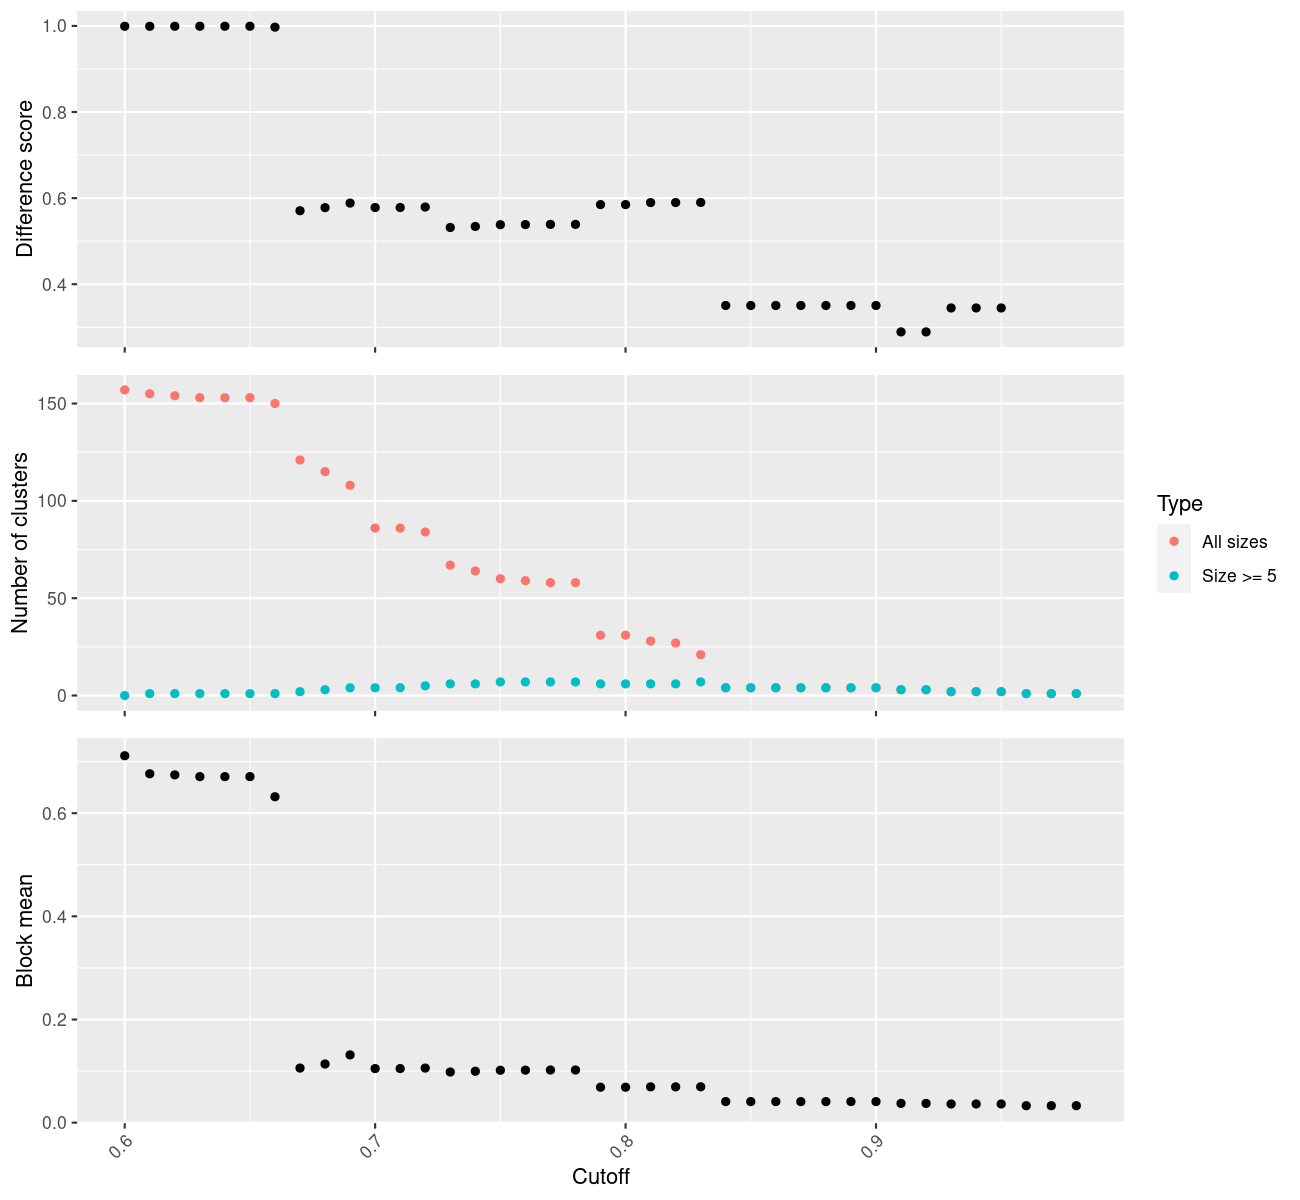 Difference score
1.0
0.8
0.6
0.4
Number of clusters
150
100
50
0
Type
All sizes
Size >= 5
Block mean
0.6
0.4
0.2
0.0
0.6
0.7
0.8
0.9
Cutoff